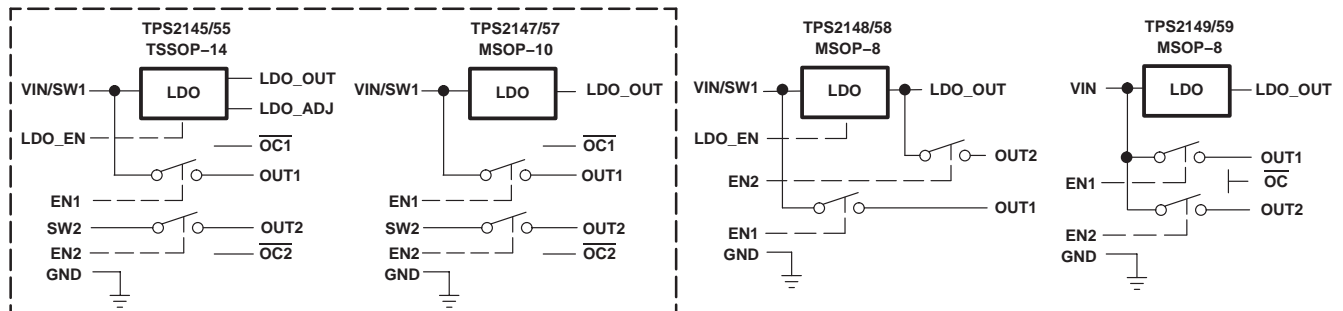 TPS2145/55
TSSOP–14
VIN/SW1
LDO
LDO_OUT
LDO_ADJ
LDO_EN
OC1
OUT1
EN1
SW2
OUT2
EN2
OC2
GND
TPS2147/57
MSOP–10
VIN/SW1
LDO
LDO_OUT
OC1
OUT1
EN1
SW2
OUT2
EN2
OC2
GND
TPS2148/58
MSOP–8
VIN/SW1
LDO
LDO_OUT
LDO_EN
OUT2
EN2
OUT1
EN1
GND
TPS2149/59
MSOP–8
VIN
LDO
LDO_OUT
OUT1
EN1
OC
OUT2
EN2
GND